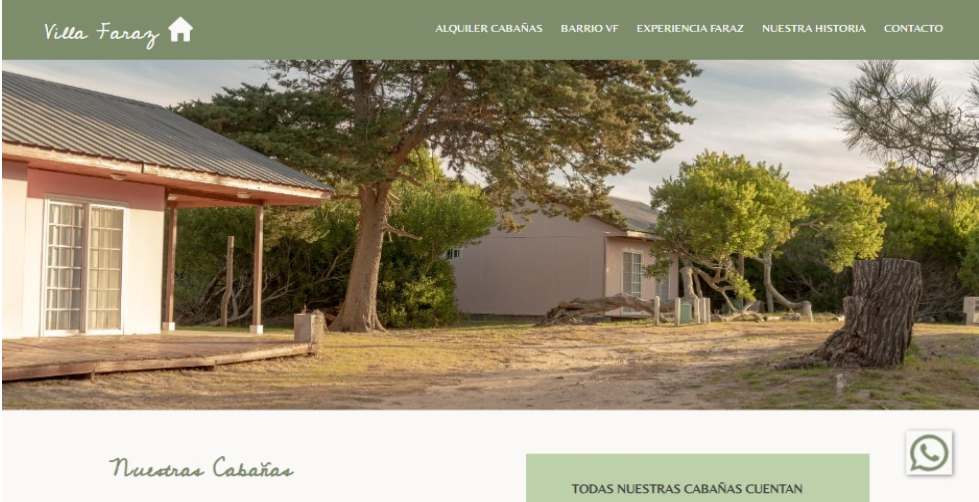 Villa Faraz
ALQUILER CABAÑAS BARRIO VF EXPERIENCIA FARAZ NUESTRA HISTORIA CONTACTO
Nuestras Cabañas
TODAS NUESTRAS CABAÑAS CUENTAN